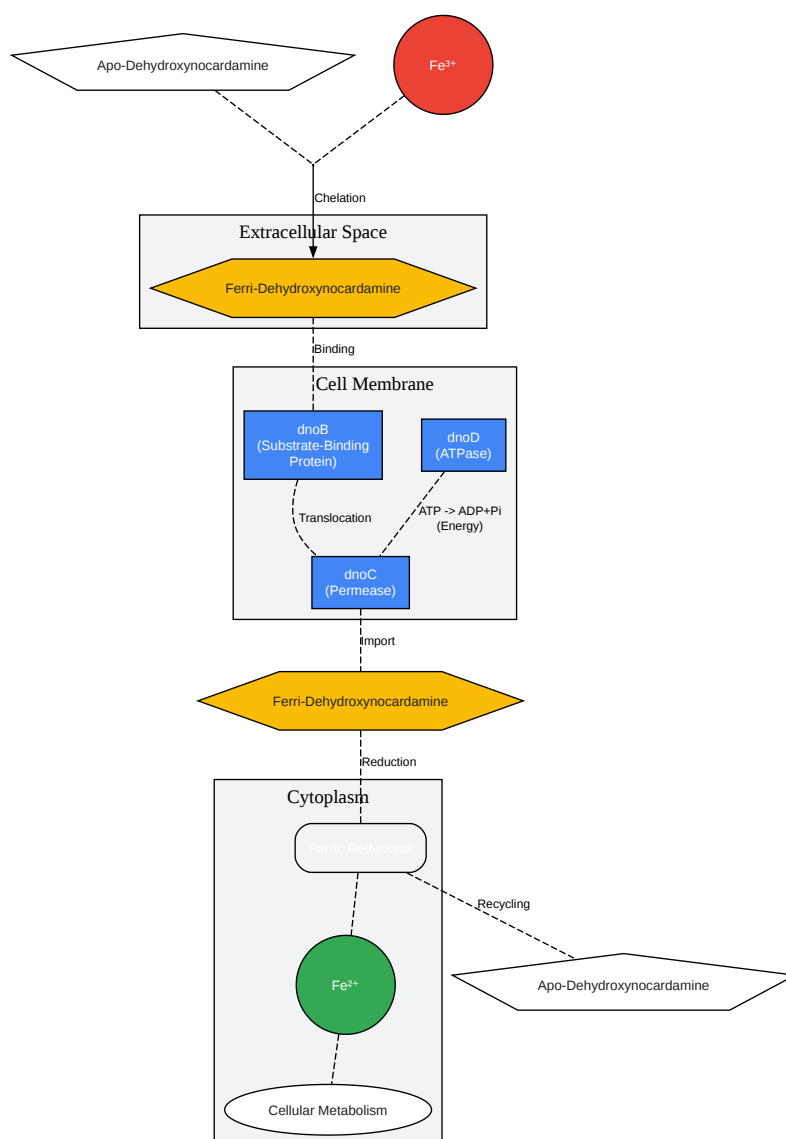 Apo-Dehydroxynocardamine
Fe³⁺
Chelation
Extracellular Space
Ferri-Dehydroxynocardamine
Binding
Cell Membrane
dnoB
(Substrate-Binding
Protein)
dnoD
(ATPase)
Translocation
ATP -> ADP+Pi
(Energy)
dnoC
(Permease)
Import
Ferri-Dehydroxynocardamine
Reduction
Cytoplasm
Ferric Reductase
Recycling
Fe²⁺
Apo-Dehydroxynocardamine
Cellular Metabolism